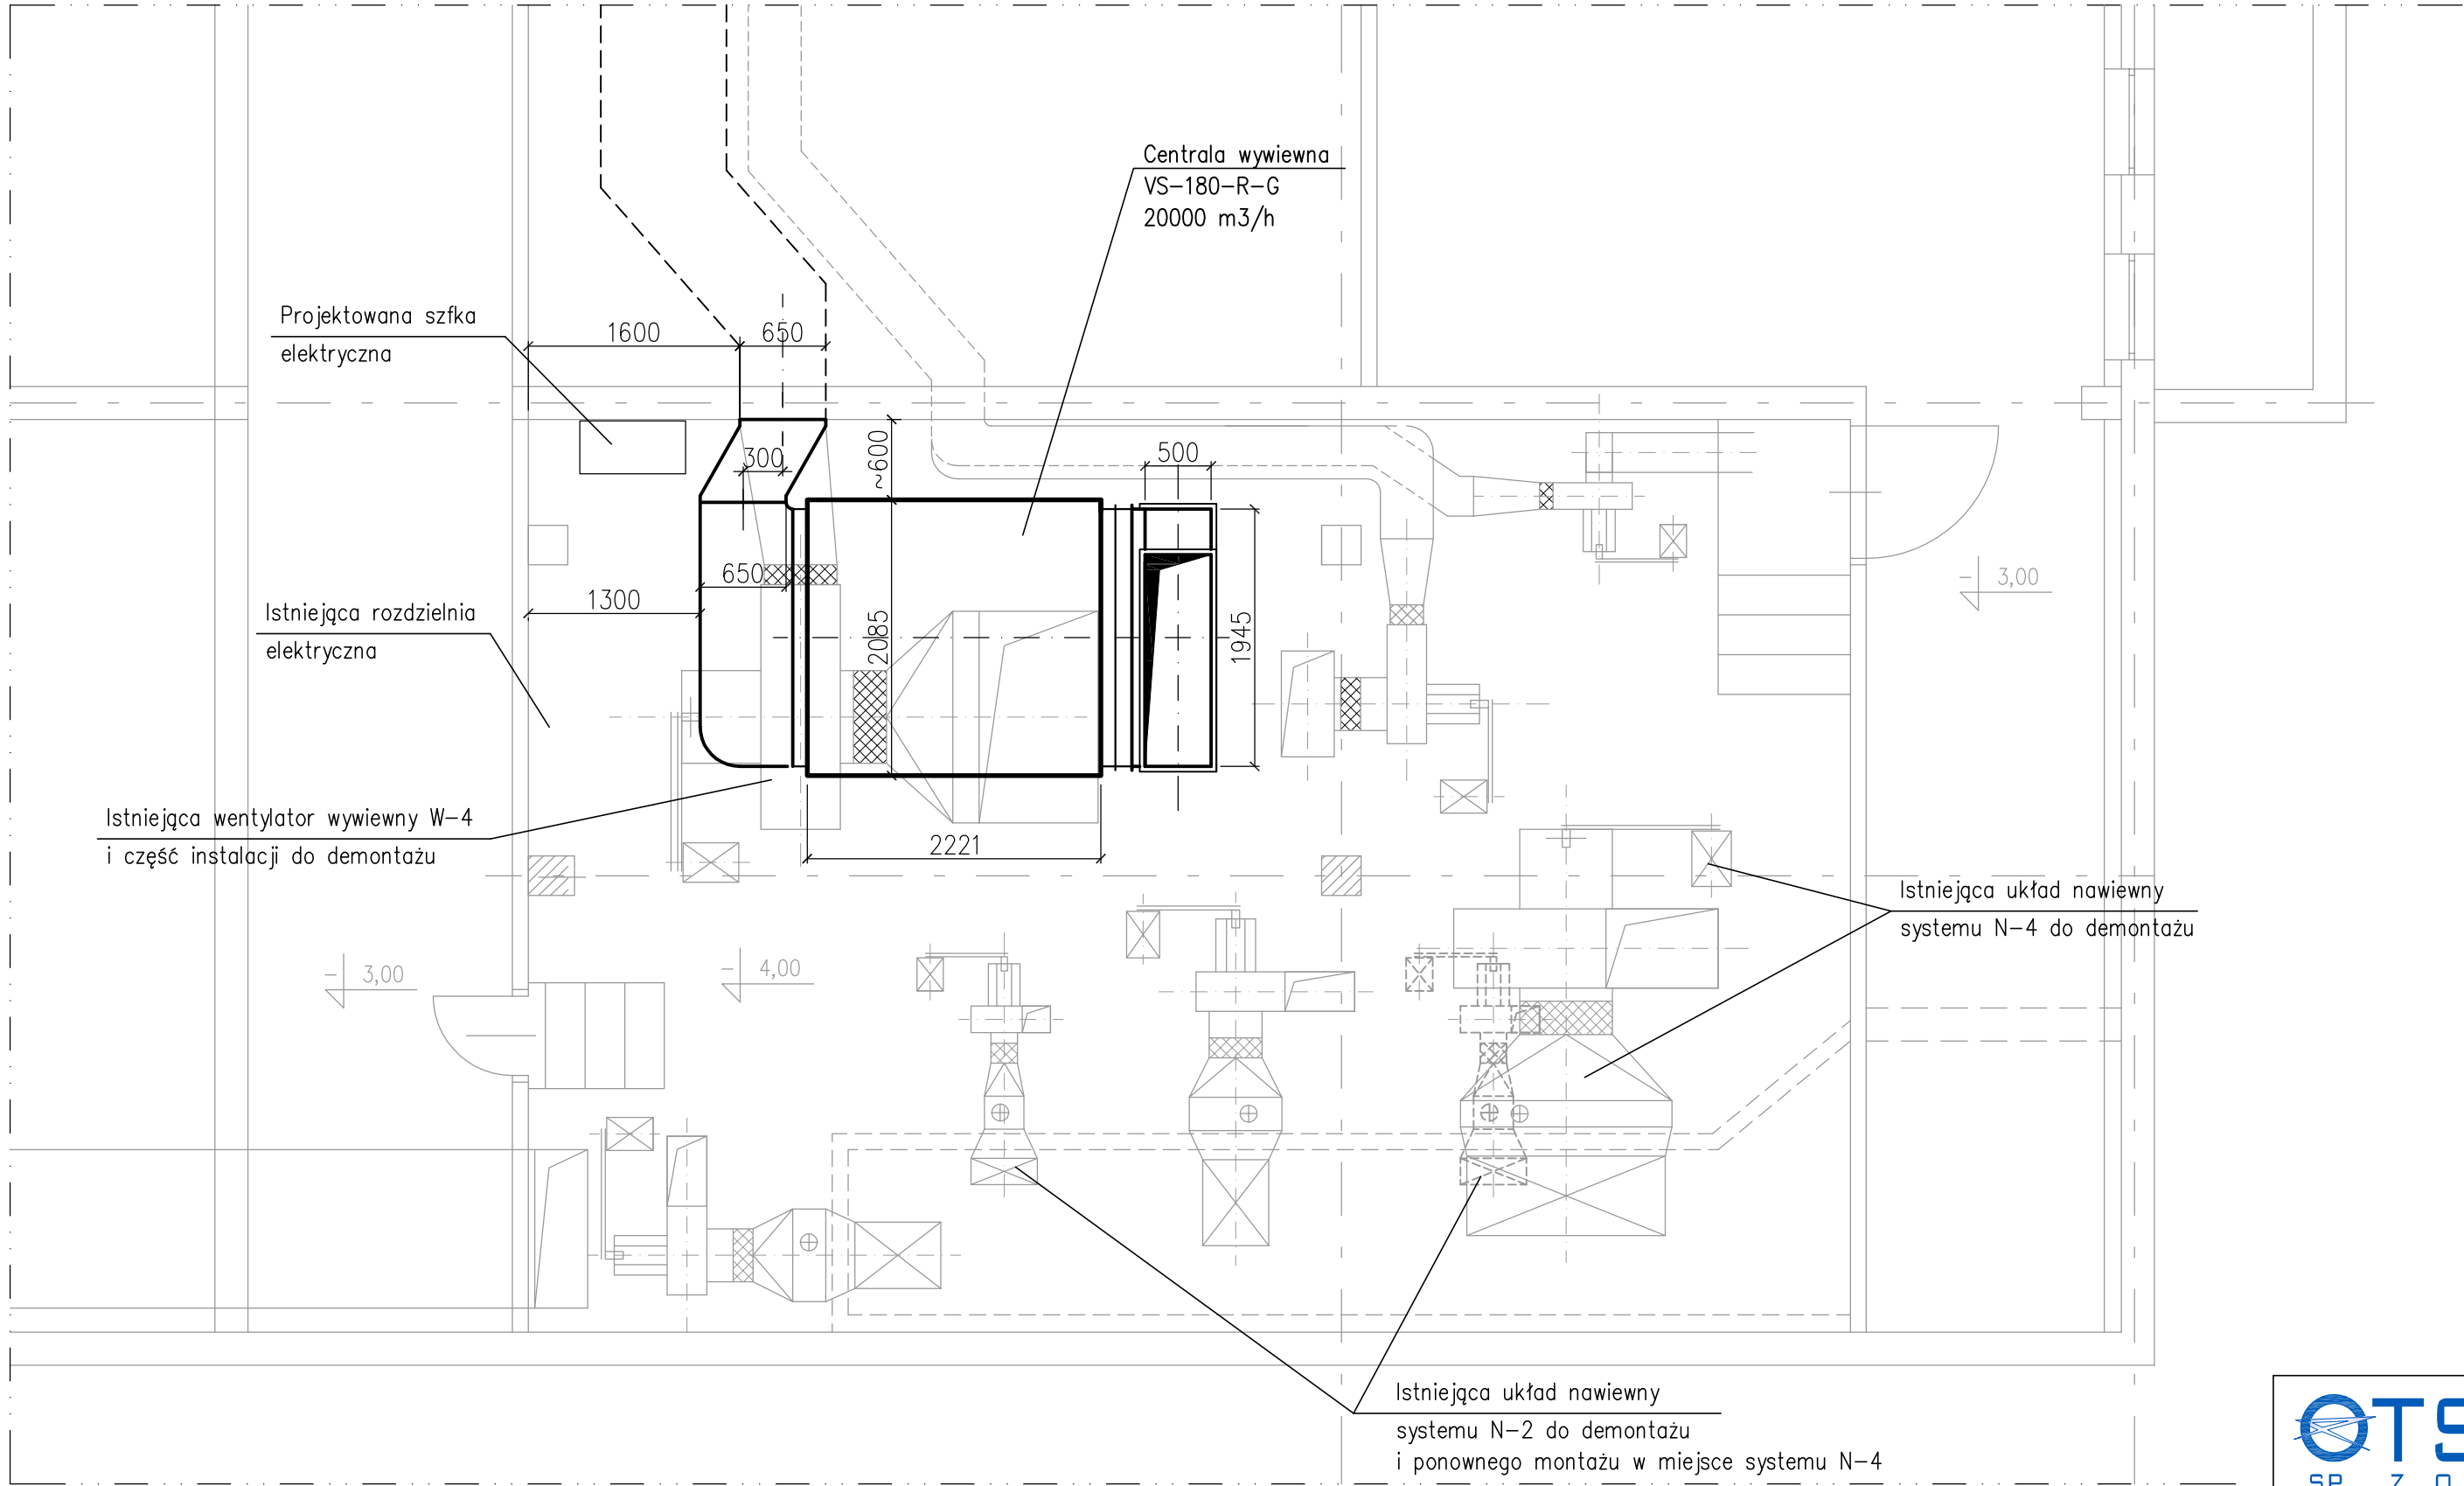 Centrala wywiewna
VS-180-R-G
20000 m3/h
Projektowana szfka
elektryczna
1600
650
300
~600
500
650
1300
2085
1945
- 3,00
Istniejąca rozdzielnia
elektryczna
Istniejąca wentylator wywiewny W-4
i część instalacji do demontażu
2221
Istniejąca układ nawiewny
systemu N-4 do demontażu
- 3,00
- 4,00
Istniejąca układ nawiewny
systemu N-2 do demontażu
i ponownego montażu w miejsce systemu N-4
OTS
SP Z O